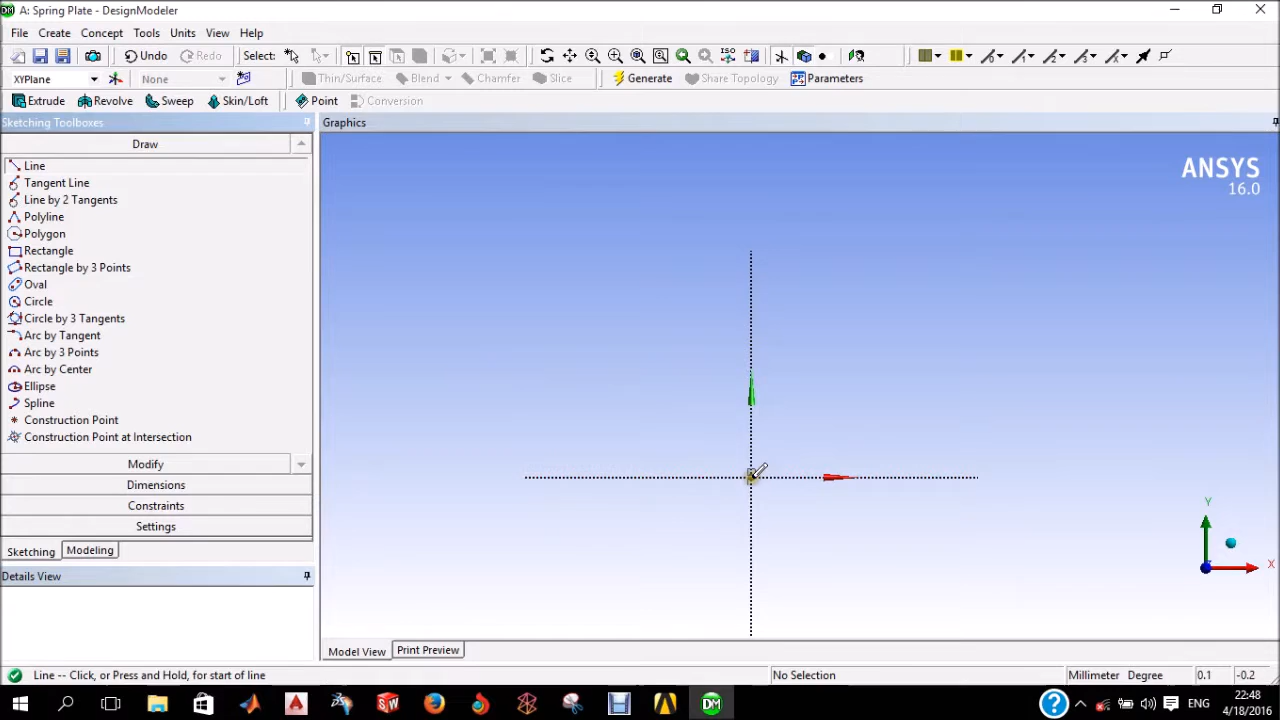 A: Spring Plate - DesignModeler
File Create Concept Tools Units View Help
Undo Redo Select: ISO
XYPlane None Thin/Surface Blend Chamfer Slice Generate Share Topology Parameters
Extrude Revolve Sweep Skin/Loft Point Conversion
Sketching Toolboxes
Graphics
Draw
Line
Tangent Line
Line by 2 Tangents
Polyline
Polygon
Rectangle
Rectangle by 3 Points
Oval
Circle
Circle by 3 Tangents
Arc by Tangent
Arc by 3 Points
Arc by Center
Ellipse
Spline
Construction Point
Construction Point at Intersection
Modify
Dimensions
Constraints
Settings
Sketching Modeling
Details View
ANSYS
16.0
Y
X
Model View Print Preview
Line -- Click, or Press and Hold, for start of line
No Selection
Millimeter Degree 0.1 -0.2
ENG
22:48
4/18/2016